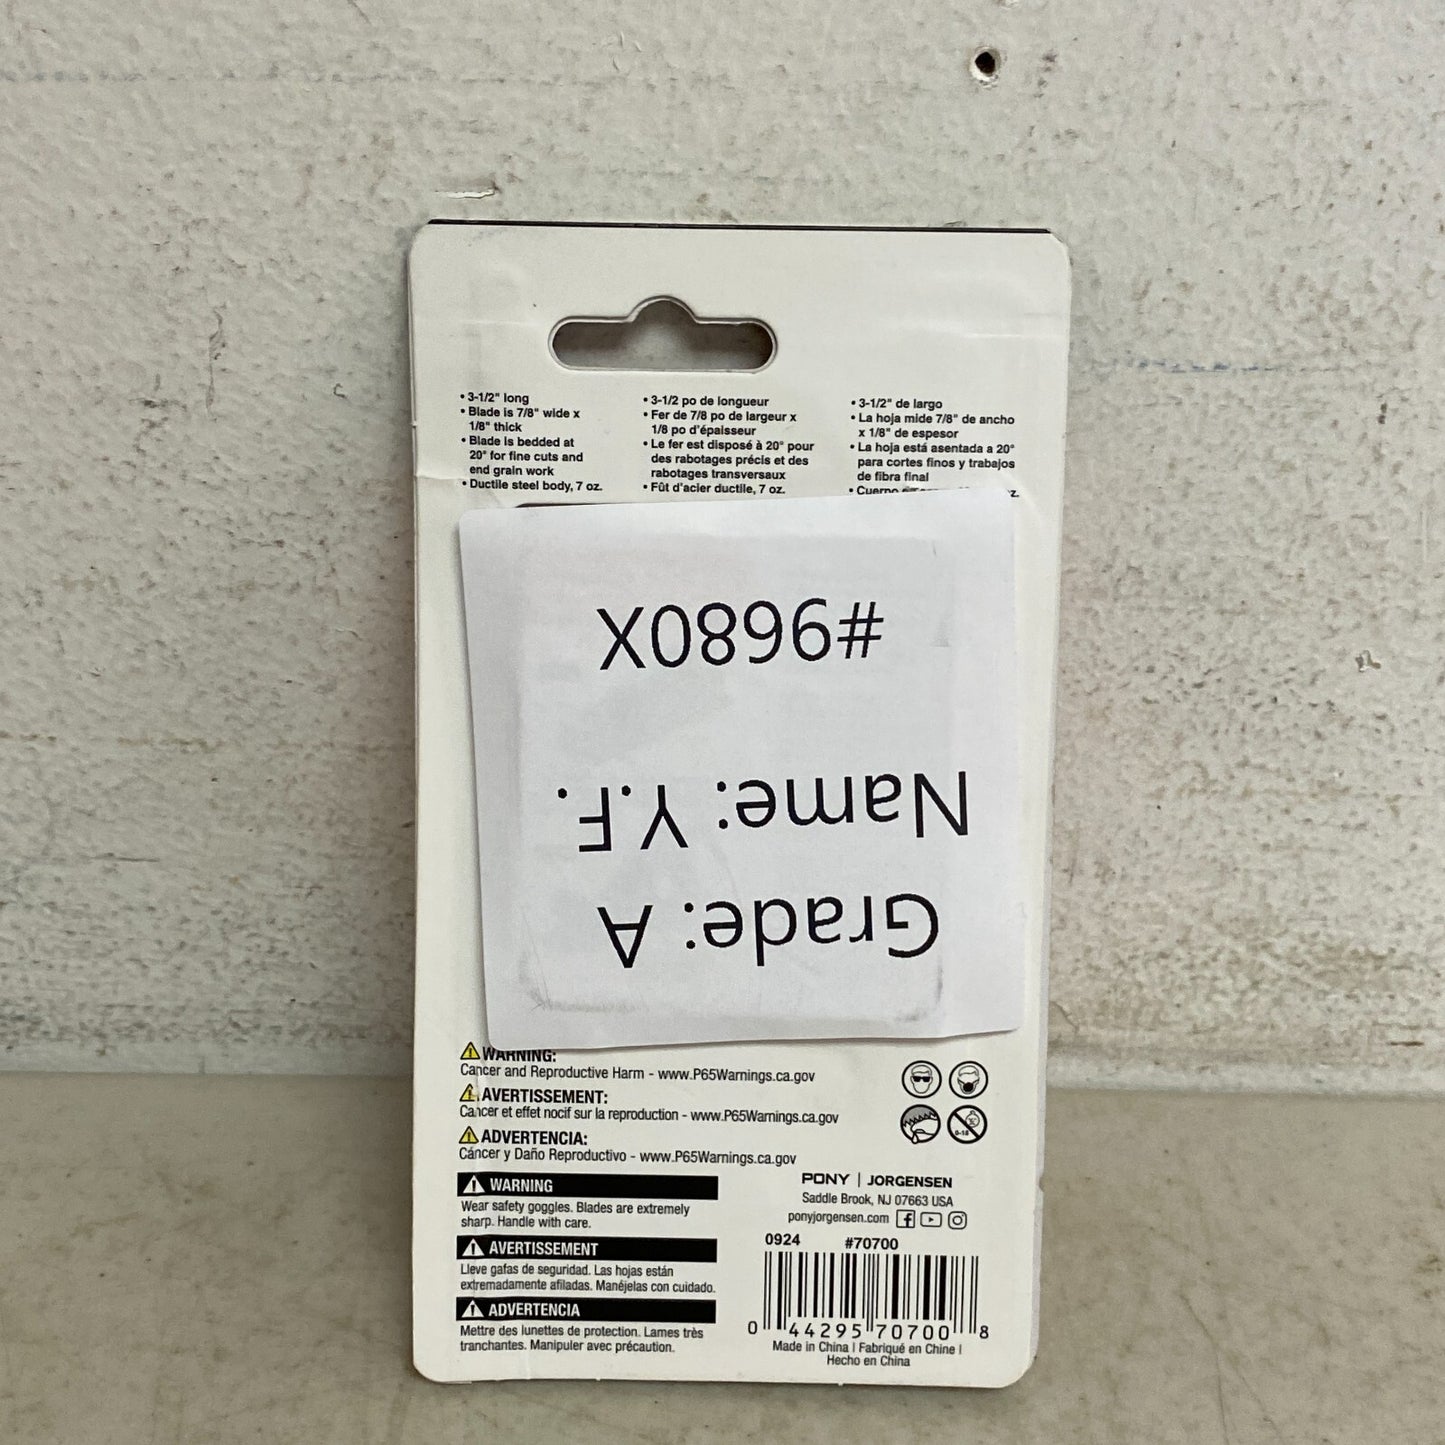 • 3-1/2" long
• Blade is 7/8" wide x
1/8" thick
• Blade is bedded at
20° for fine cuts and
end grain work
• Ductile steel body, 7 oz.
• 3-1/2 po de longueur
• Fer de 7/8 po de largeur x
1/8 po d'épaisseur
• Le fer est disposé à 20° pour
des rabotages précis et des
rabotages transversaux
• Fût d'acier ductile, 7 oz.
• 3-1/2" de largo
• La hoja mide 7/8" de ancho
x 1/8" de espesor
• La hoja está asentada a 20°
para cortes finos y trabajos
de fibra final
Grade: A
Name: Y.F.
#9680X
WARNING:
Cancer and Reproductive Harm - www.P65Warnings.ca.gov
AVERTISSEMENT:
Cancer et effet nocif sur la reproduction - www.P65Warnings.ca.gov
ADVERTENCIA:
Cáncer y Daño Reproductivo - www.P65Warnings.ca.gov
WARNING
Wear safety goggles. Blades are extremely
sharp. Handle with care.
AVERTISSEMENT
Lleve gafas de seguridad. Las hojas están
extremadamente afiladas. Manéjelas con cuidado.
ADVERTENCIA
Mettre des lunettes de protection. Lames très
tranchantes. Manipuler avec précaution.
0-18
PONY | JORGENSEN
Saddle Brook, NJ 07663 USA
ponyjorgensen.com
0924 #70700
0 44295 70700 8
Made in China | Fabriqué en Chine |
Hecho en China